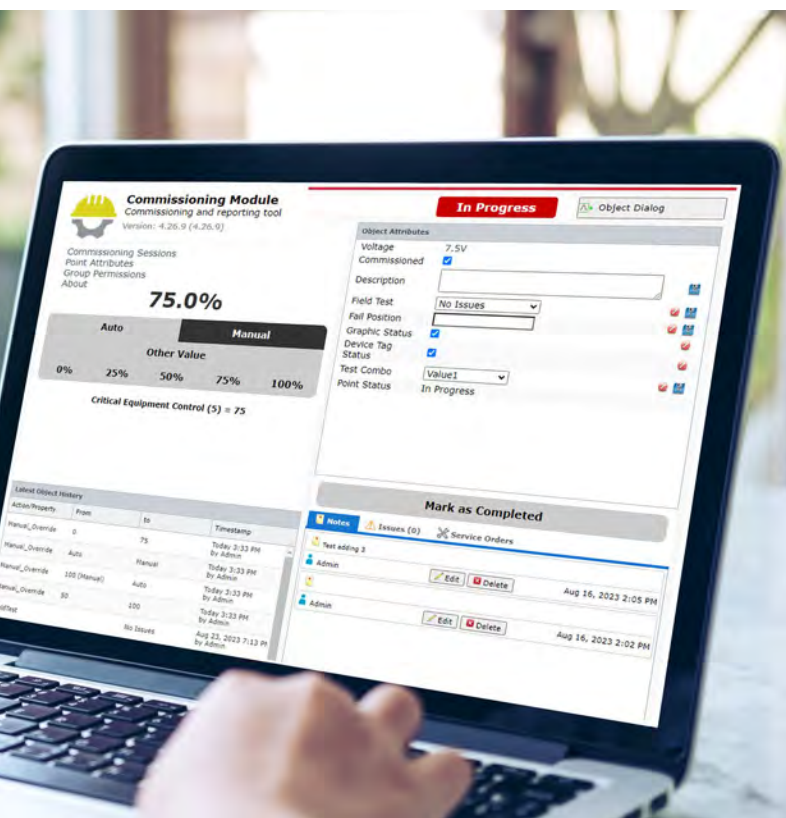 Commissioning Module
Commissioning and reporting tool
Version: 4.26.9 (4.26.9)
Commissioning Sessions
Point Attributes
Group Permissions
About
75.0%
Auto
Manual
Other Value
0% 25% 50% 75% 100%
Critical Equipment Control (5) = 75
Latest Object History
Action/Property From to Timestamp
Manual_Override 0 75 Today 3:33 PM
by Admin
Manual_Override Auto Manual Today 3:33 PM
by Admin
Manual_Override 100 (Manual) Auto Today 3:33 PM
by Admin
anual_Override 50 100 Today 3:33 PM
by Admin
ldTest No Issues Aug 23, 2023 7:13 PM
by Admin
In Progress
Object Dialog
Object Attributes
Voltage 7.5V
Commissioned
Description
Field Test No Issues
Fail Position
Graphic Status
Device Tag
Status
Test Combo Value1
Point Status In Progress
Mark as Completed
Notes Issues (0) Service Orders
Test adding 3
Admin Edit Delete Aug 16, 2023 2:05 PM
Admin Edit Delete Aug 16, 2023 2:02 PM